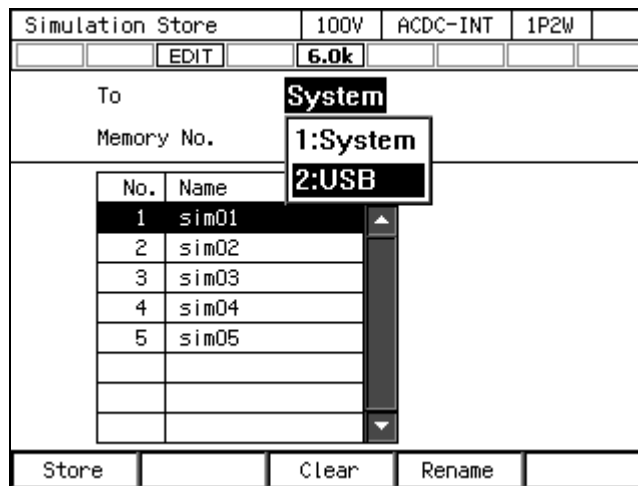 Simulation Store 100V ACDC-INT 1P2W
EDIT 6.0k
To System
Memory No. 1:System
2:USB
No. Name
1 sim01
2 sim02
3 sim03
4 sim04
5 sim05
Store Clear Rename